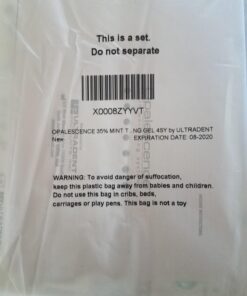 This is a set.
Do not separate
X0008ZYYVT
OPALESCENCE 35% MINT T NG GEL 4SY by ULTRADENT
New EXPIRATION DATE: 08-2020
WARNING: To avoid danger of suffocation,
keep this plastic bag away from babies and children.
Do not use this bag in cribs, beds,
carriages or play pens. This bag is not a toy